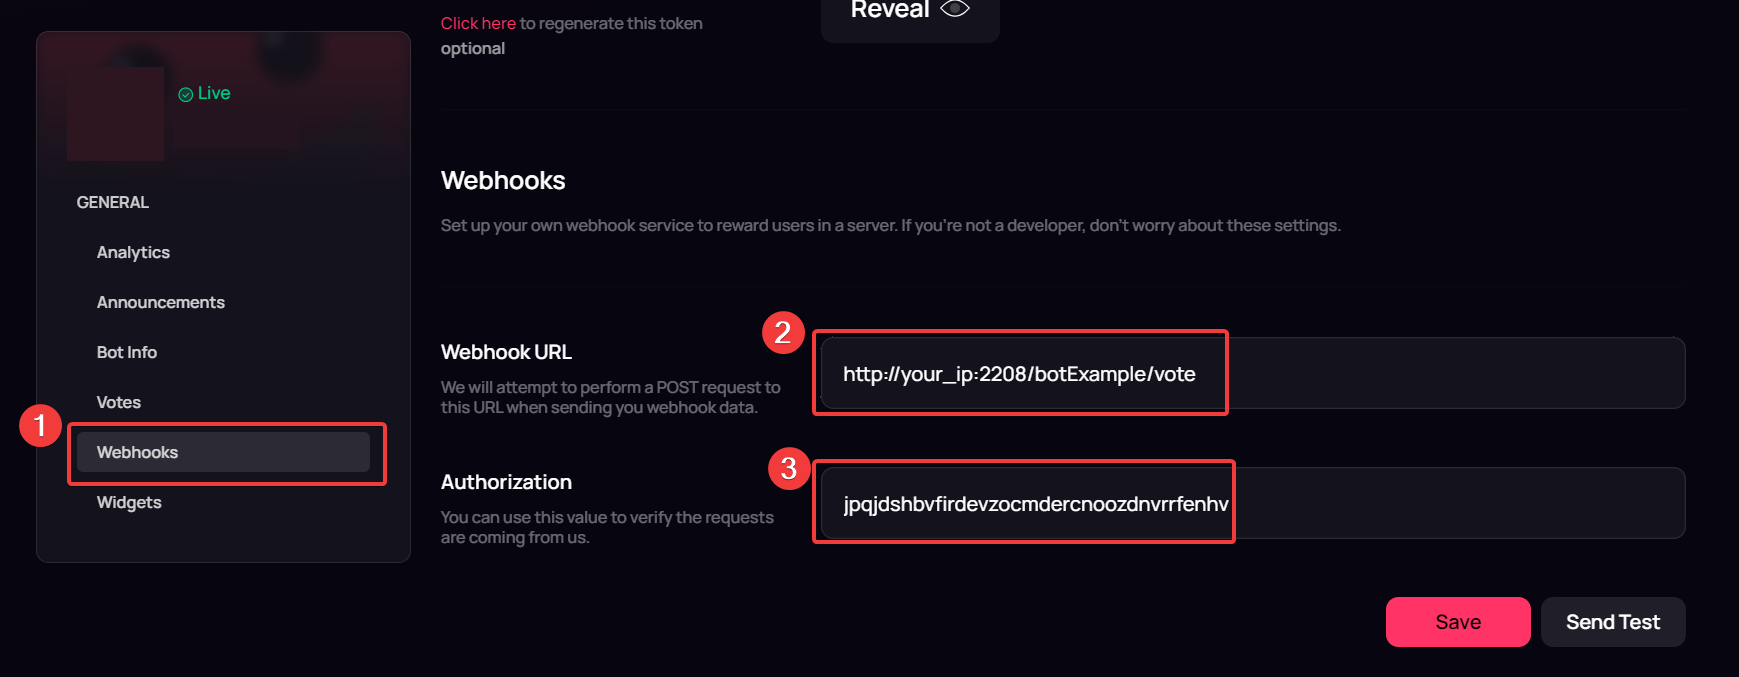 Click here to regenerate this token
optional
Reveal
Live
GENERAL
Analytics
Announcements
Bot Info
Votes
1
Webhooks
Widgets
Webhooks
Set up your own webhook service to reward users in a server. If you're not a developer, don't worry about these settings.
Webhook URL
We will attempt to perform a POST request to
this URL when sending you webhook data.
2
http://your_ip:2208/botExample/vote
Authorization
You can use this value to verify the requests
are coming from us.
3
jpqjdshbvfirdevzocmdercnoozdnvrrfenhv
Save
Send Test